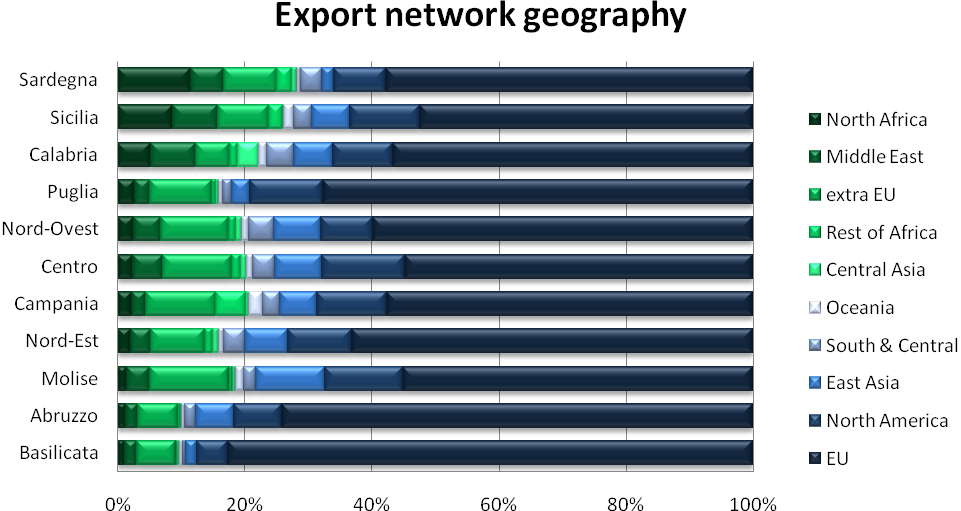 Export network geography
Sardegna
Sicilia
Calabria
Puglia
Nord-Ovest
Centro
Campania
Nord-Est
Molise
Abruzzo
Basilicata
0% 20% 40% 60% 80% 100%
North Africa
Middle East
extra EU
Rest of Africa
Central Asia
Oceania
South & Central
East Asia
North America
EU